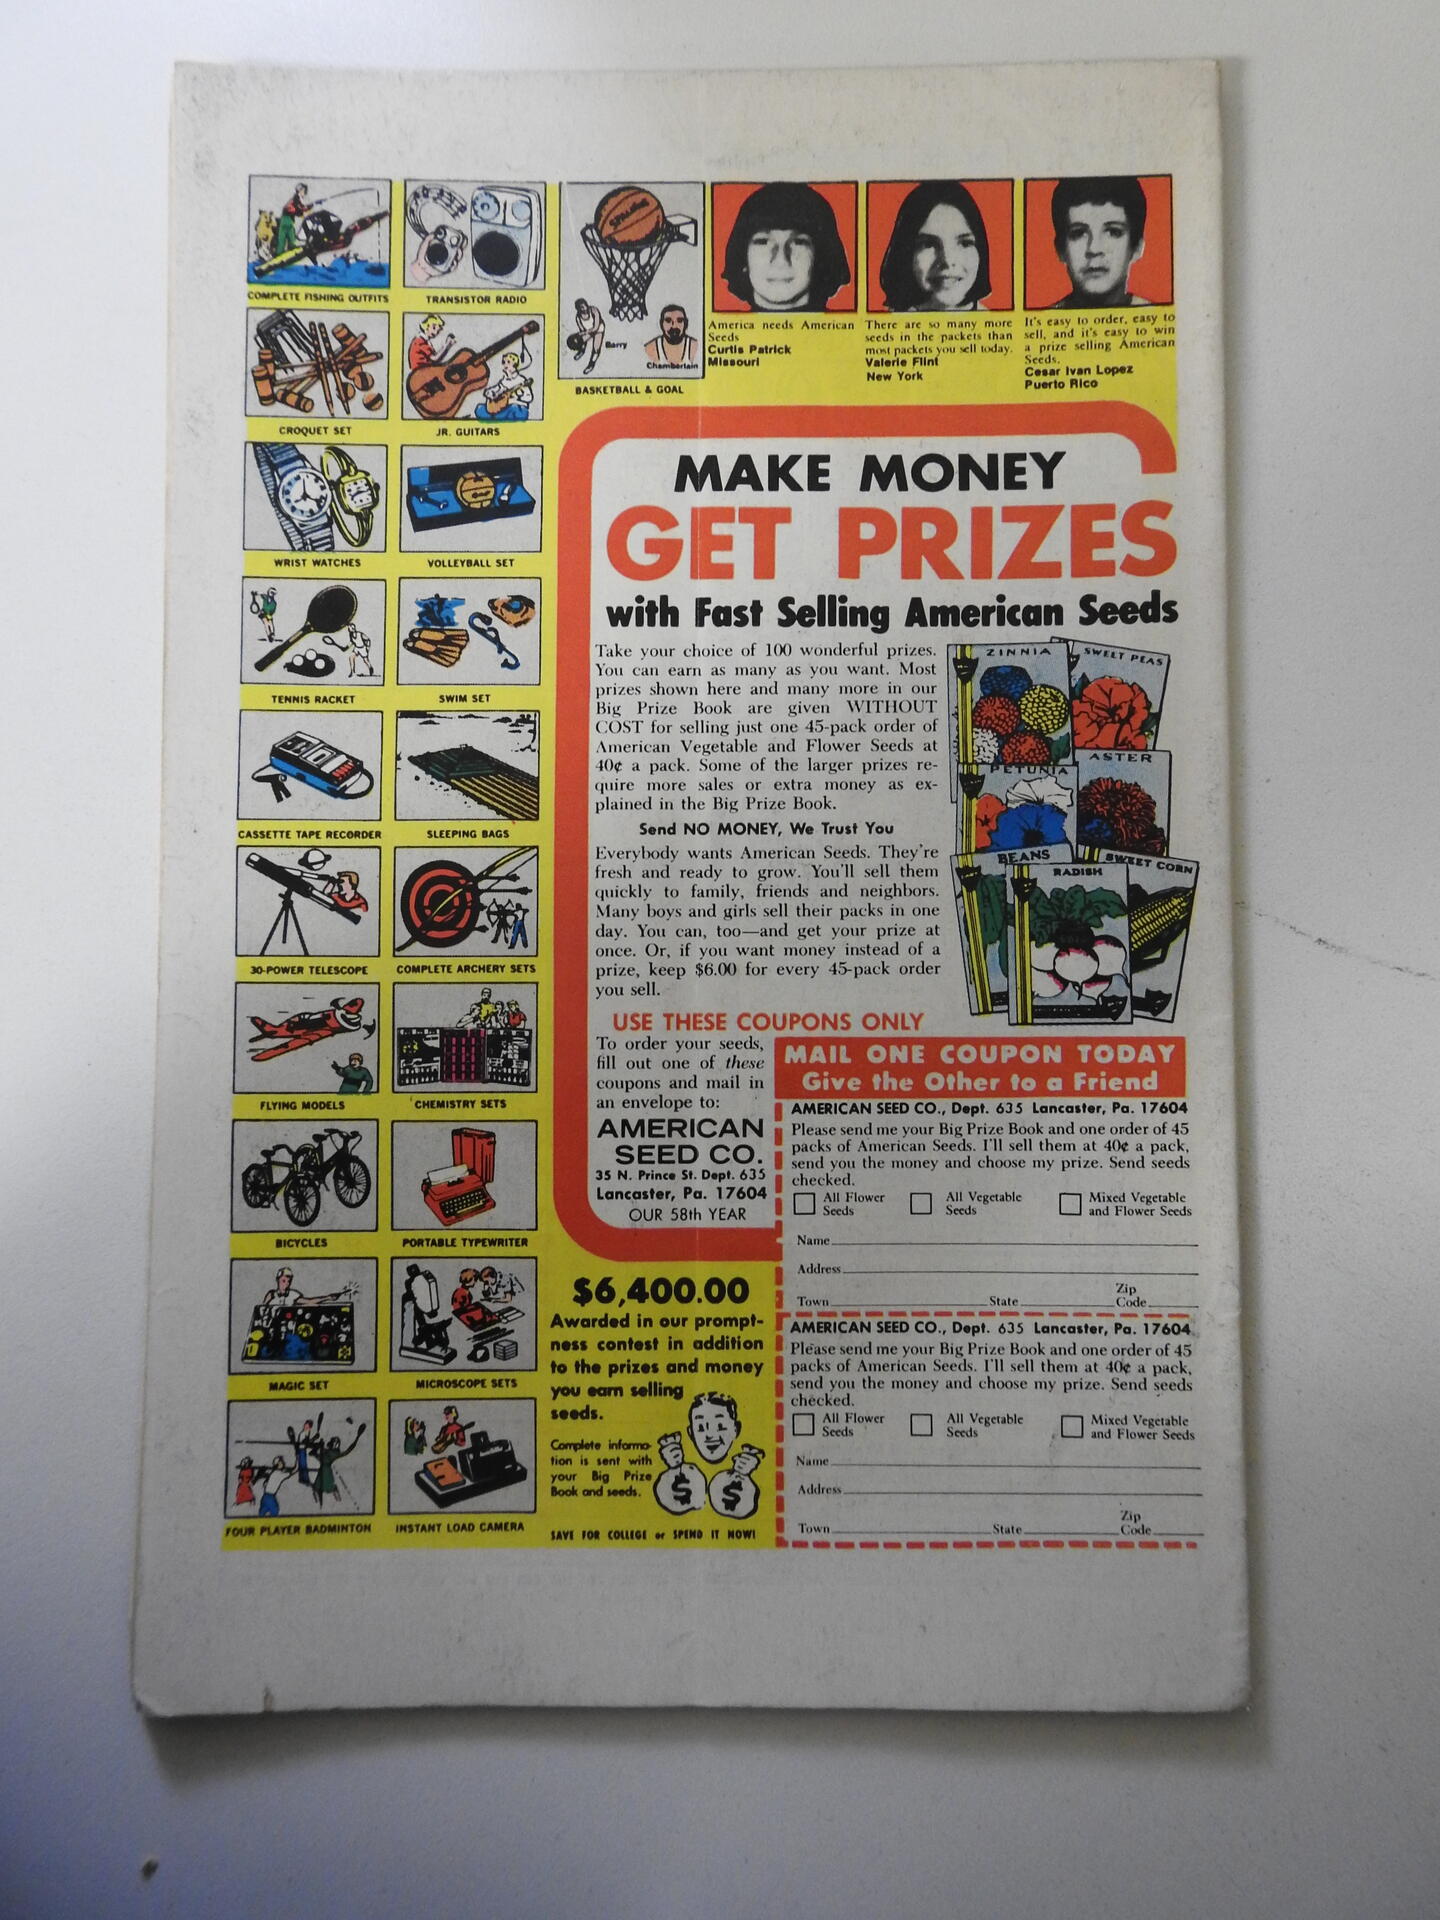 COMPLETE FISHING OUTFITS
TRANSISTOR RADIO
CROQUET SET
JR. GUITARS
WRIST WATCHES
VOLLEYBALL SET
TENNIS RACKET
SWIM SET
CASSETTE TAPE RECORDER
SLEEPING BAGS
30-POWER TELESCOPE
COMPLETE ARCHERY SETS
FLYING MODELS
CHEMISTRY SETS
BICYCLES
PORTABLE TYPEWRITER
MAGIC SET
MICROSCOPE SETS
FOUR PLAYER BADMINTON
INSTANT LOAD CAMERA
SPALDING
Barry
Chamberlain
BASKETBALL & GOAL
America needs American
Seeds
Curtis Patrick
Missouri
There are so many more
seeds in the packets than
most packets you sell today.
Valerie Flint
New York
It's easy to order, easy to
sell, and it's easy to win
a prize selling American
Seeds.
Cesar Ivan Lopez
Puerto Rico
MAKE MONEY
GET PRIZES
with Fast Selling American Seeds
Take your choice of 100 wonderful prizes.
You can earn as many as you want. Most
prizes shown here and many more in our
Big Prize Book are given WITHOUT
COST for selling just one 45-pack order of
American Vegetable and Flower Seeds at
40¢ a pack. Some of the larger prizes re-
quire more sales or extra money as ex-
plained in the Big Prize Book.
Send NO MONEY, We Trust You
Everybody wants American Seeds. They're
fresh and ready to grow. You'll sell them
quickly to family, friends and neighbors.
Many boys and girls sell their packs in one
day. You can, too—and get your prize at
once. Or, if you want money instead of a
prize, keep $6.00 for every 45-pack order
you sell.
ZINNIA
SWEET PEAS
PETUNIA
ASTER
BEANS
RADISH
SWEET CORN
USE THESE COUPONS ONLY
To order your seeds,
fill out one of these
coupons and mail in
an envelope to:
AMERICAN
SEED CO.
35 N. Prince St. Dept. 635
Lancaster, Pa. 17604
OUR 58th YEAR
MAIL ONE COUPON TODAY
Give the Other to a Friend
AMERICAN SEED CO., Dept. 635 Lancaster, Pa. 17604
Please send me your Big Prize Book and one order of 45
packs of American Seeds. I'll sell them at 40¢ a pack,
send you the money and choose my prize. Send seeds
checked.
All Flower
Seeds
All Vegetable
Seeds
Mixed Vegetable
and Flower Seeds
Name
Address
Town State Zip Code
AMERICAN SEED CO., Dept. 635 Lancaster, Pa. 17604
Please send me your Big Prize Book and one order of 45
packs of American Seeds. I'll sell them at 40¢ a pack,
send you the money and choose my prize. Send seeds
checked.
All Flower
Seeds
All Vegetable
Seeds
Mixed Vegetable
and Flower Seeds
Name
Address
Town State Zip Code
$6,400.00
Awarded in our prompt-
ness contest in addition
to the prizes and money
you earn selling
seeds.
Complete informa-
tion is sent with
your Big Prize
Book and seeds.
$ $
SAVE FOR COLLEGE or SPEND IT NOW!